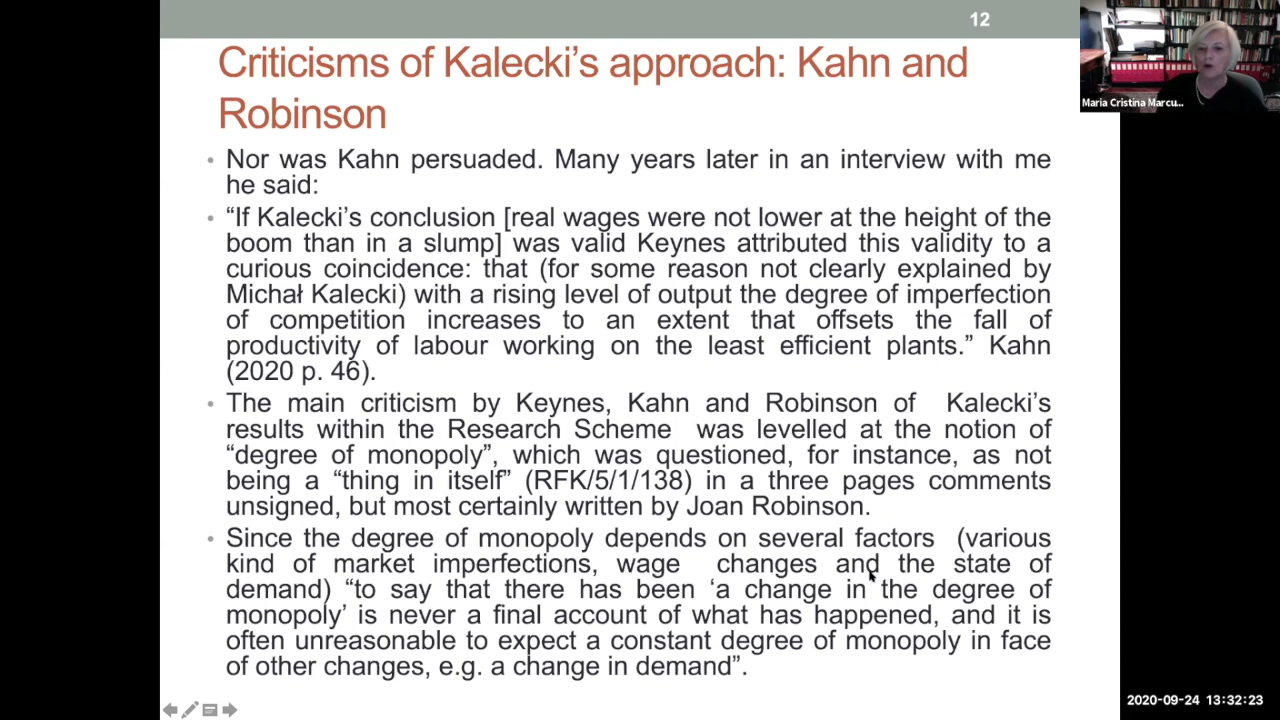 12
Criticisms of Kalecki’s approach: Kahn and
Robinson
Maria Cristina Marcu...
• Nor was Kahn persuaded. Many years later in an interview with me
he said:
• “If Kalecki’s conclusion [real wages were not lower at the height of the
boom than in a slump] was valid Keynes attributed this validity to a
curious coincidence: that (for some reason not clearly explained by
Michał Kalecki) with a rising level of output the degree of imperfection
of competition increases to an extent that offsets the fall of
productivity of labour working on the least efficient plants.” Kahn
(2020 p. 46).
• The main criticism by Keynes, Kahn and Robinson of Kalecki’s
results within the Research Scheme was levelled at the notion of
“degree of monopoly”, which was questioned, for instance, as not
being a “thing in itself” (RFK/5/1/138) in a three pages comments
unsigned, but most certainly written by Joan Robinson.
• Since the degree of monopoly depends on several factors (various
kind of market imperfections, wage changes and the state of
demand) “to say that there has been ‘a change in the degree of
monopoly’ is never a final account of what has happened, and it is
often unreasonable to expect a constant degree of monopoly in face
of other changes, e.g. a change in demand”.
2020-09-24 13:32:23